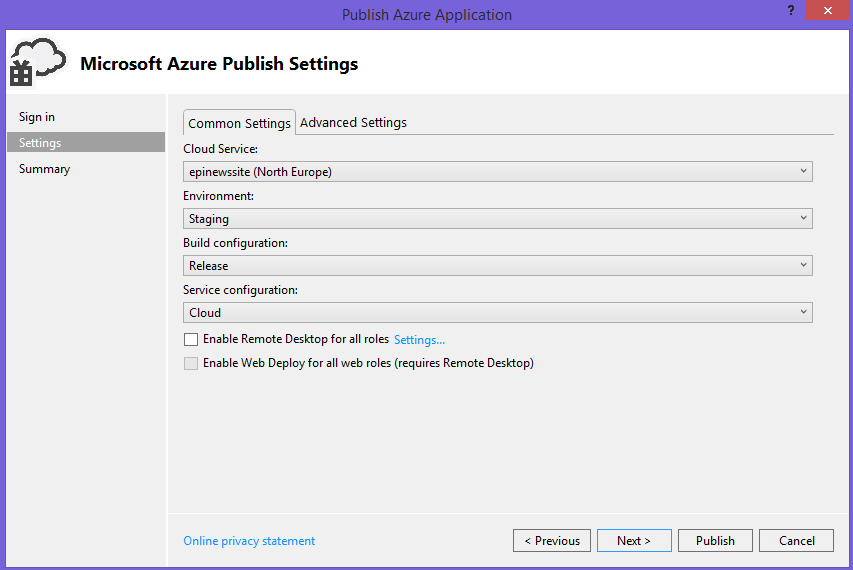 Publish Azure Application
?
Microsoft Azure Publish Settings
Sign in
Settings
Summary
Common Settings
Advanced Settings
Cloud Service:
epinewssite (North Europe)
Environment:
Staging
Build configuration:
Release
Service configuration:
Cloud
Enable Remote Desktop for all roles Settings...
Enable Web Deploy for all web roles (requires Remote Desktop)
Online privacy statement
< Previous
Next >
Publish
Cancel